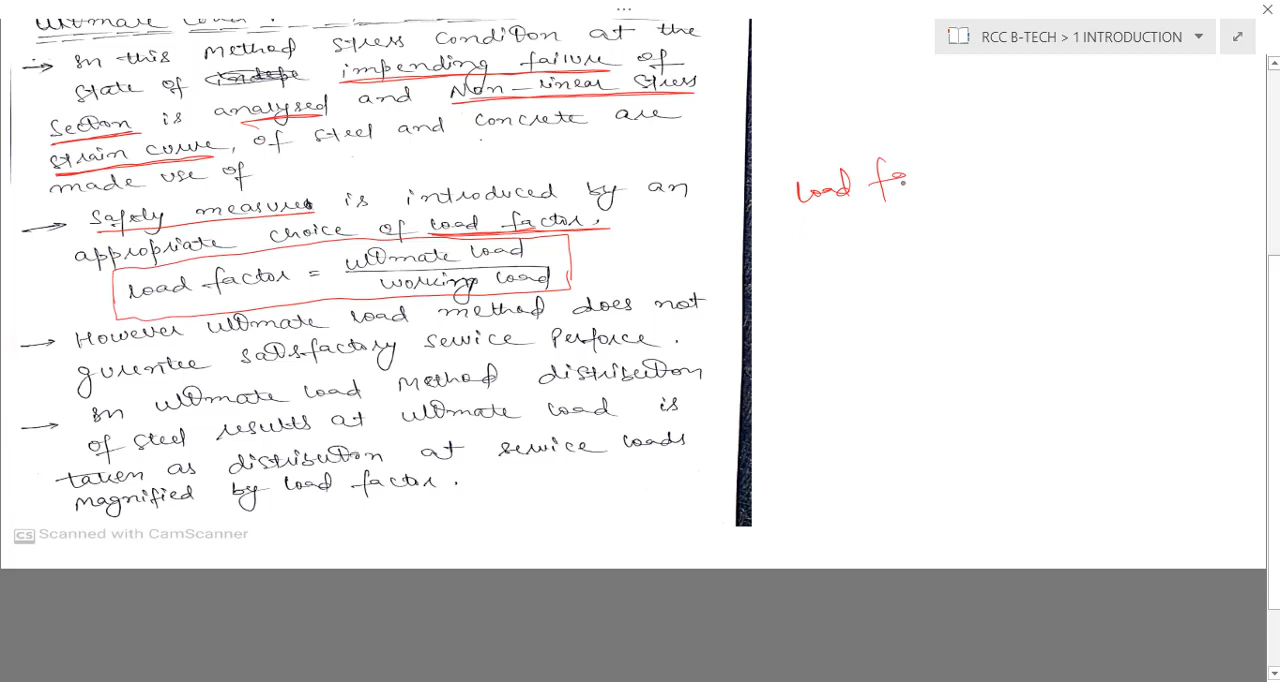 RCC B-TECH > 1 INTRODUCTION
ultimate
→ In this Method stress condition at the
state of impending failure of
section is analysed and Non-linear stress
strain curve, of steel and concrete are
made use of
→ Safely measures is introduced by an
appropriate choice of load factor.
load factor = ultimate load
working load
→ However ultimate load method does not
gurentee satisfactory service Perforce.
→ In ultimate load Method distribution
of steel results at ultimate load is
taken as distribution at service loads
magnified by load factor.
load fa
CS Scanned with CamScanner